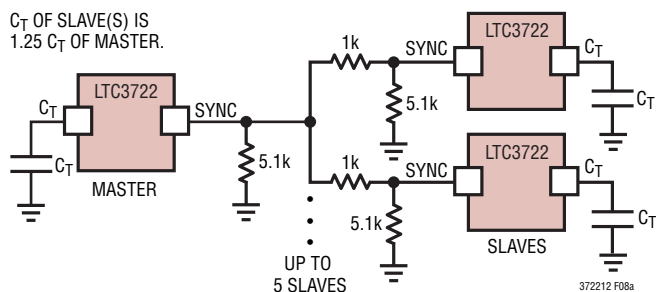 CT OF SLAVE(S) IS
1.25 CT OF MASTER.
LTC3722
CT
SYNC
CT
MASTER
5.1k
1k
SYNC
5.1k
LTC3722
CT
CT
1k
SYNC
5.1k
LTC3722
CT
CT
SLAVES
UP TO
5 SLAVES
372212 F08a